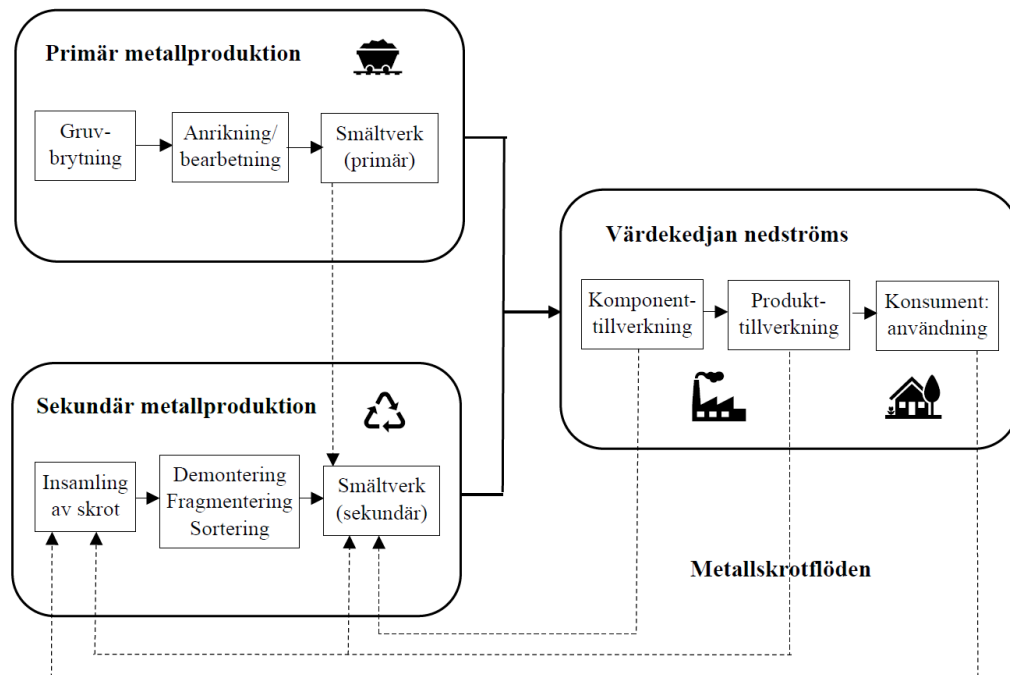 Primär metallproduktion
Gruv-
brytning
Anrikning/
bearbetning
Smältverk
(primär)
Värdekedjan nedströms
Komponent-
tillverkning
Produkt-
tillverkning
Konsument:
användning
Sekundär metallproduktion
Insamling
av skrot
Demontering
Fragmentering
Sortering
Smältverk
(sekundär)
Metallskrotflöden